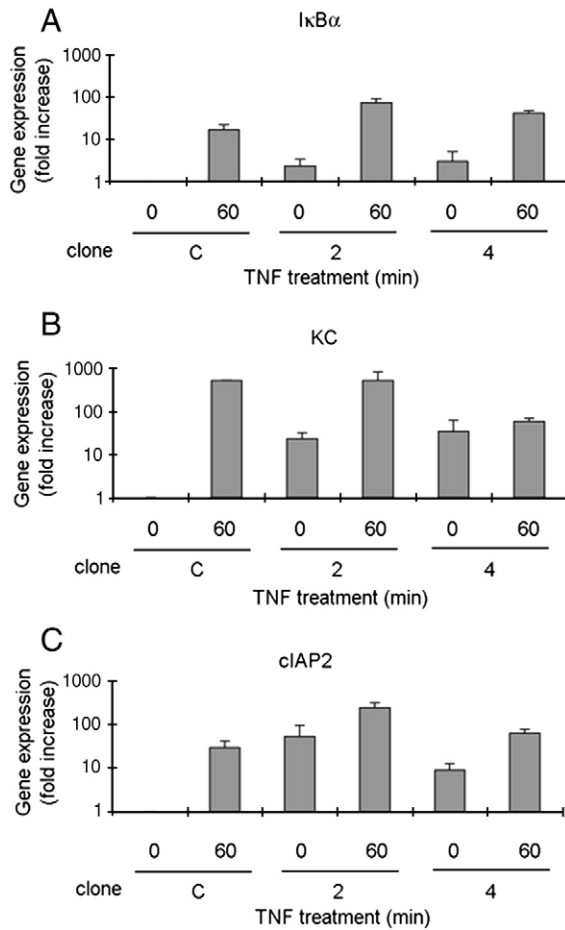 A
IκBα
Gene expression
(fold increase)
1000
100
10
1
0 60 0 60 0 60
clone C 2 4
TNF treatment (min)
B
KC
Gene expression
(fold increase)
1000
100
10
1
0 60 0 60 0 60
clone C 2 4
TNF treatment (min)
C
cIAP2
Gene expression
(fold increase)
1000
100
10
1
0 60 0 60 0 60
clone C 2 4
TNF treatment (min)